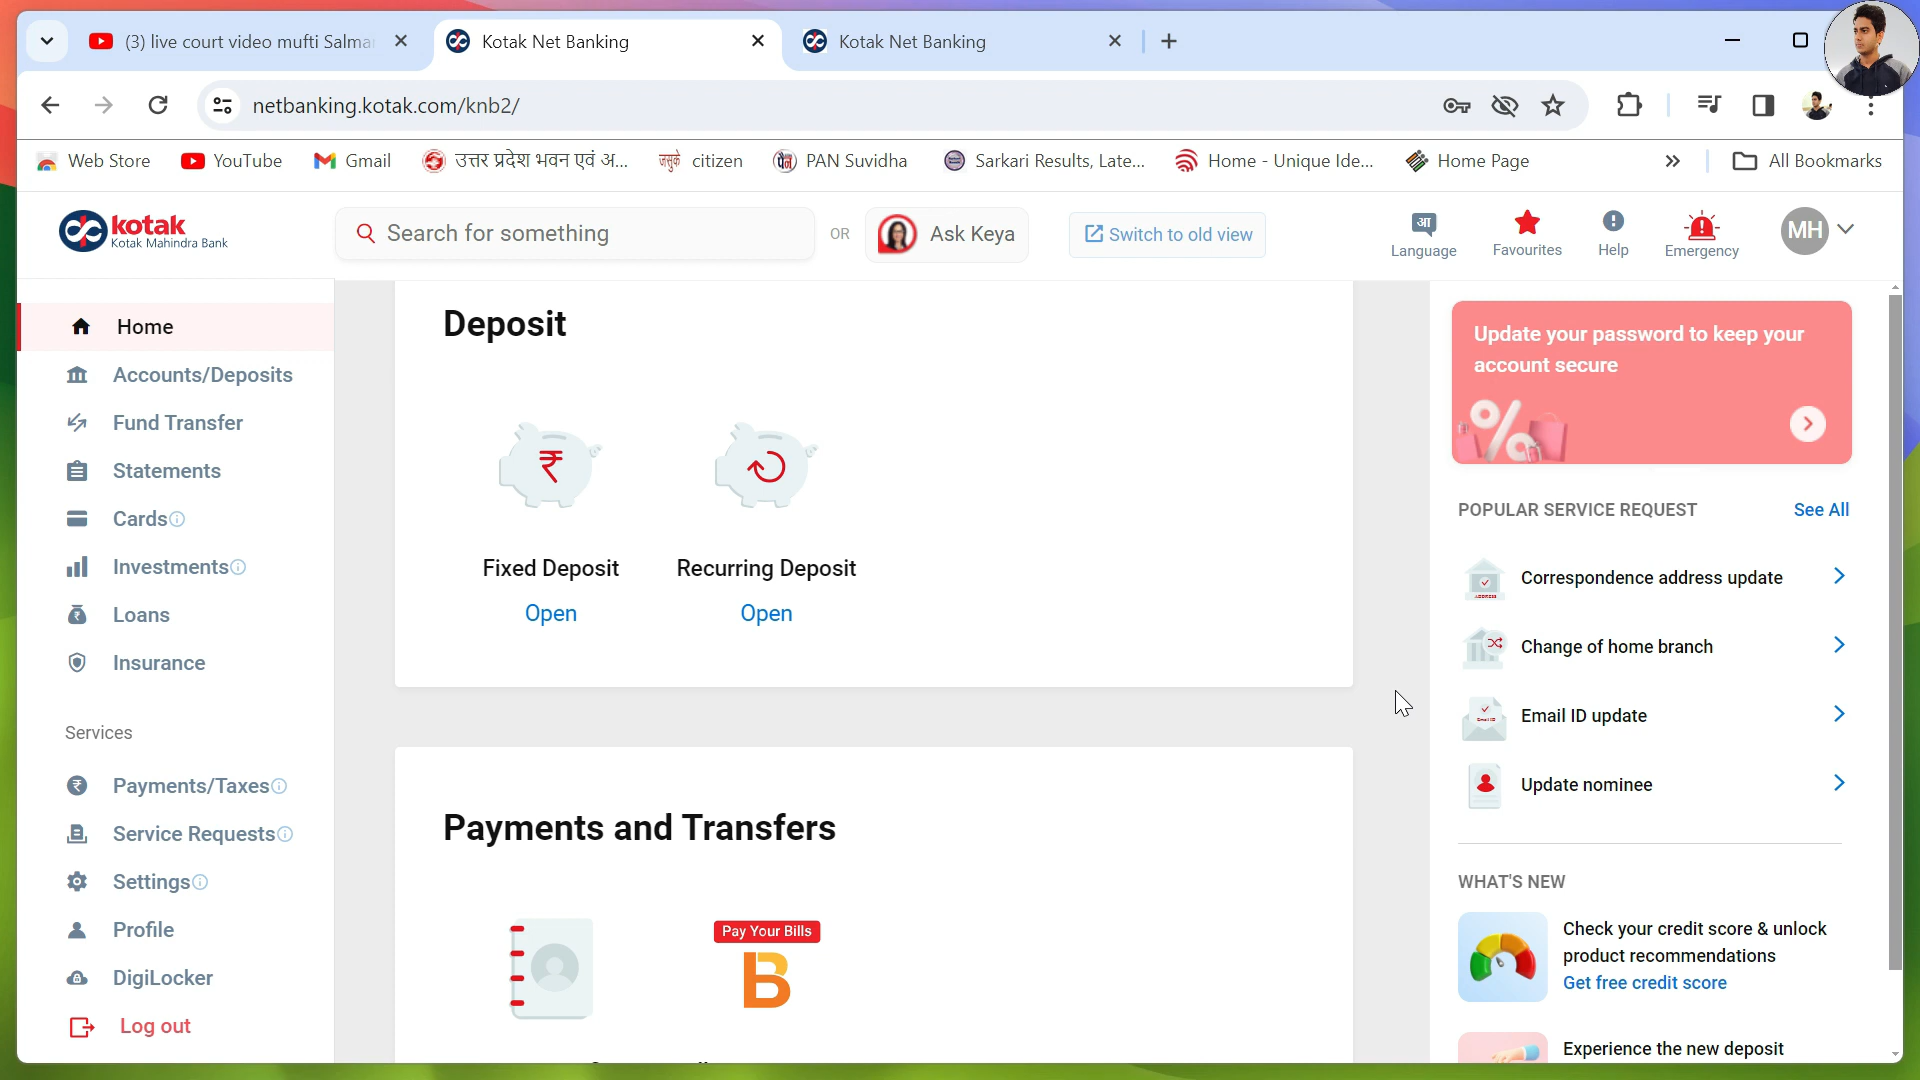 (3) live court video mufti Salma
Kotak Net Banking
Kotak Net Banking
netbanking.kotak.com/knb2/
Web Store
YouTube
Gmail
उत्तर प्रदेश भवन एवं अ...
citizen
PAN Suvidha
Sarkari Results, Late...
Home - Unique Ide...
Home Page
All Bookmarks
kotak
Kotak Mahindra Bank
Search for something
OR
Ask Keya
Switch to old view
Language
Favourites
Help
Emergency
MH
Home
Accounts/Deposits
Fund Transfer
Statements
Cards
Investments
Loans
Insurance
Services
Payments/Taxes
Service Requests
Settings
Profile
DigiLocker
Log out
Deposit
Fixed Deposit
Open
Recurring Deposit
Open
Payments and Transfers
Pay Your Bills
B
Update your password to keep your
account secure
POPULAR SERVICE REQUEST
See All
Correspondence address update
Change of home branch
Email ID update
Update nominee
WHAT'S NEW
Check your credit score & unlock
product recommendations
Get free credit score
Experience the new deposit